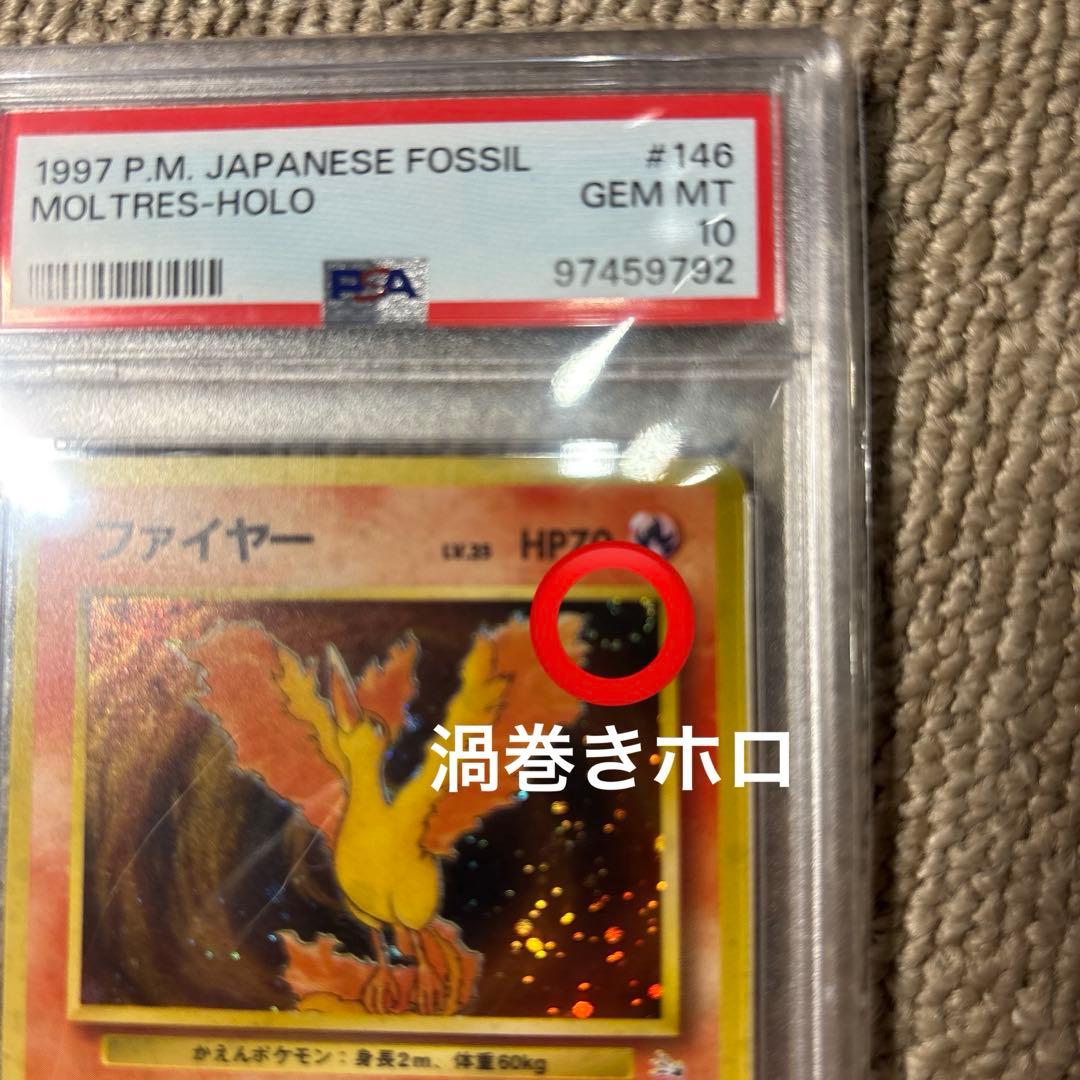 1997 P.M. JAPANESE FOSSIL #146
MOLTRES-HOLO GEM MT
10
PSA 97459792
ファイヤー LV.35 HP70
渦巻きホロ
かえんポケモン：身長2m、体重60kg